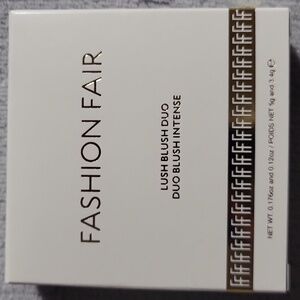 FASHION FAIR
LUSH BLUSH DUO
DUO BLUSH INTENSE
NET WT. 0.176oz and 0.12oz / POIDS NET 5g and 3.4g ℮